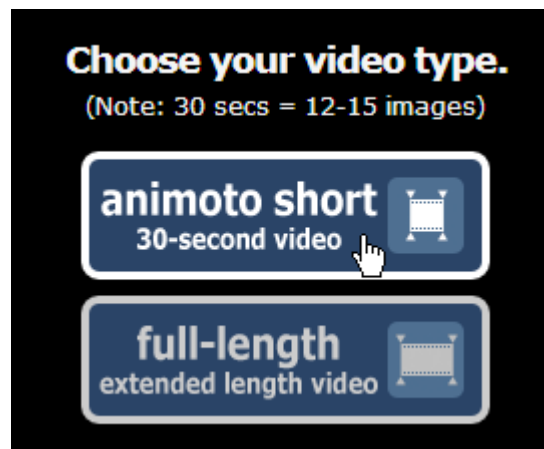 Choose your video type.
(Note: 30 secs = 12-15 images)
animoto short
30-second video
full-length
extended length video